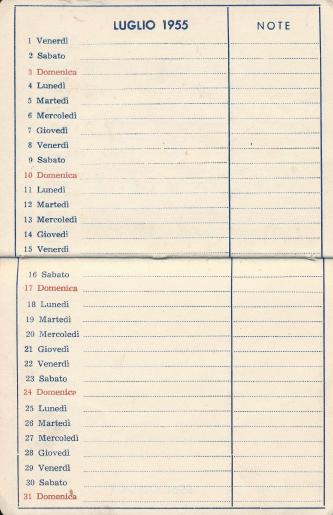 LUGLIO 1955 NOTE
1 Venerdì
2 Sabato
3 Domenica
4 Lunedì
5 Martedì
6 Mercoledì
7 Giovedì
8 Venerdì
9 Sabato
10 Domenica
11 Lunedì
12 Martedì
13 Mercoledì
14 Giovedì
15 Venerdì
16 Sabato
17 Domenica
18 Lunedì
19 Martedì
20 Mercoledì
21 Giovedì
22 Venerdì
23 Sabato
24 Domenica
25 Lunedì
26 Martedì
27 Mercoledì
28 Giovedì
29 Venerdì
30 Sabato
31 Domenica